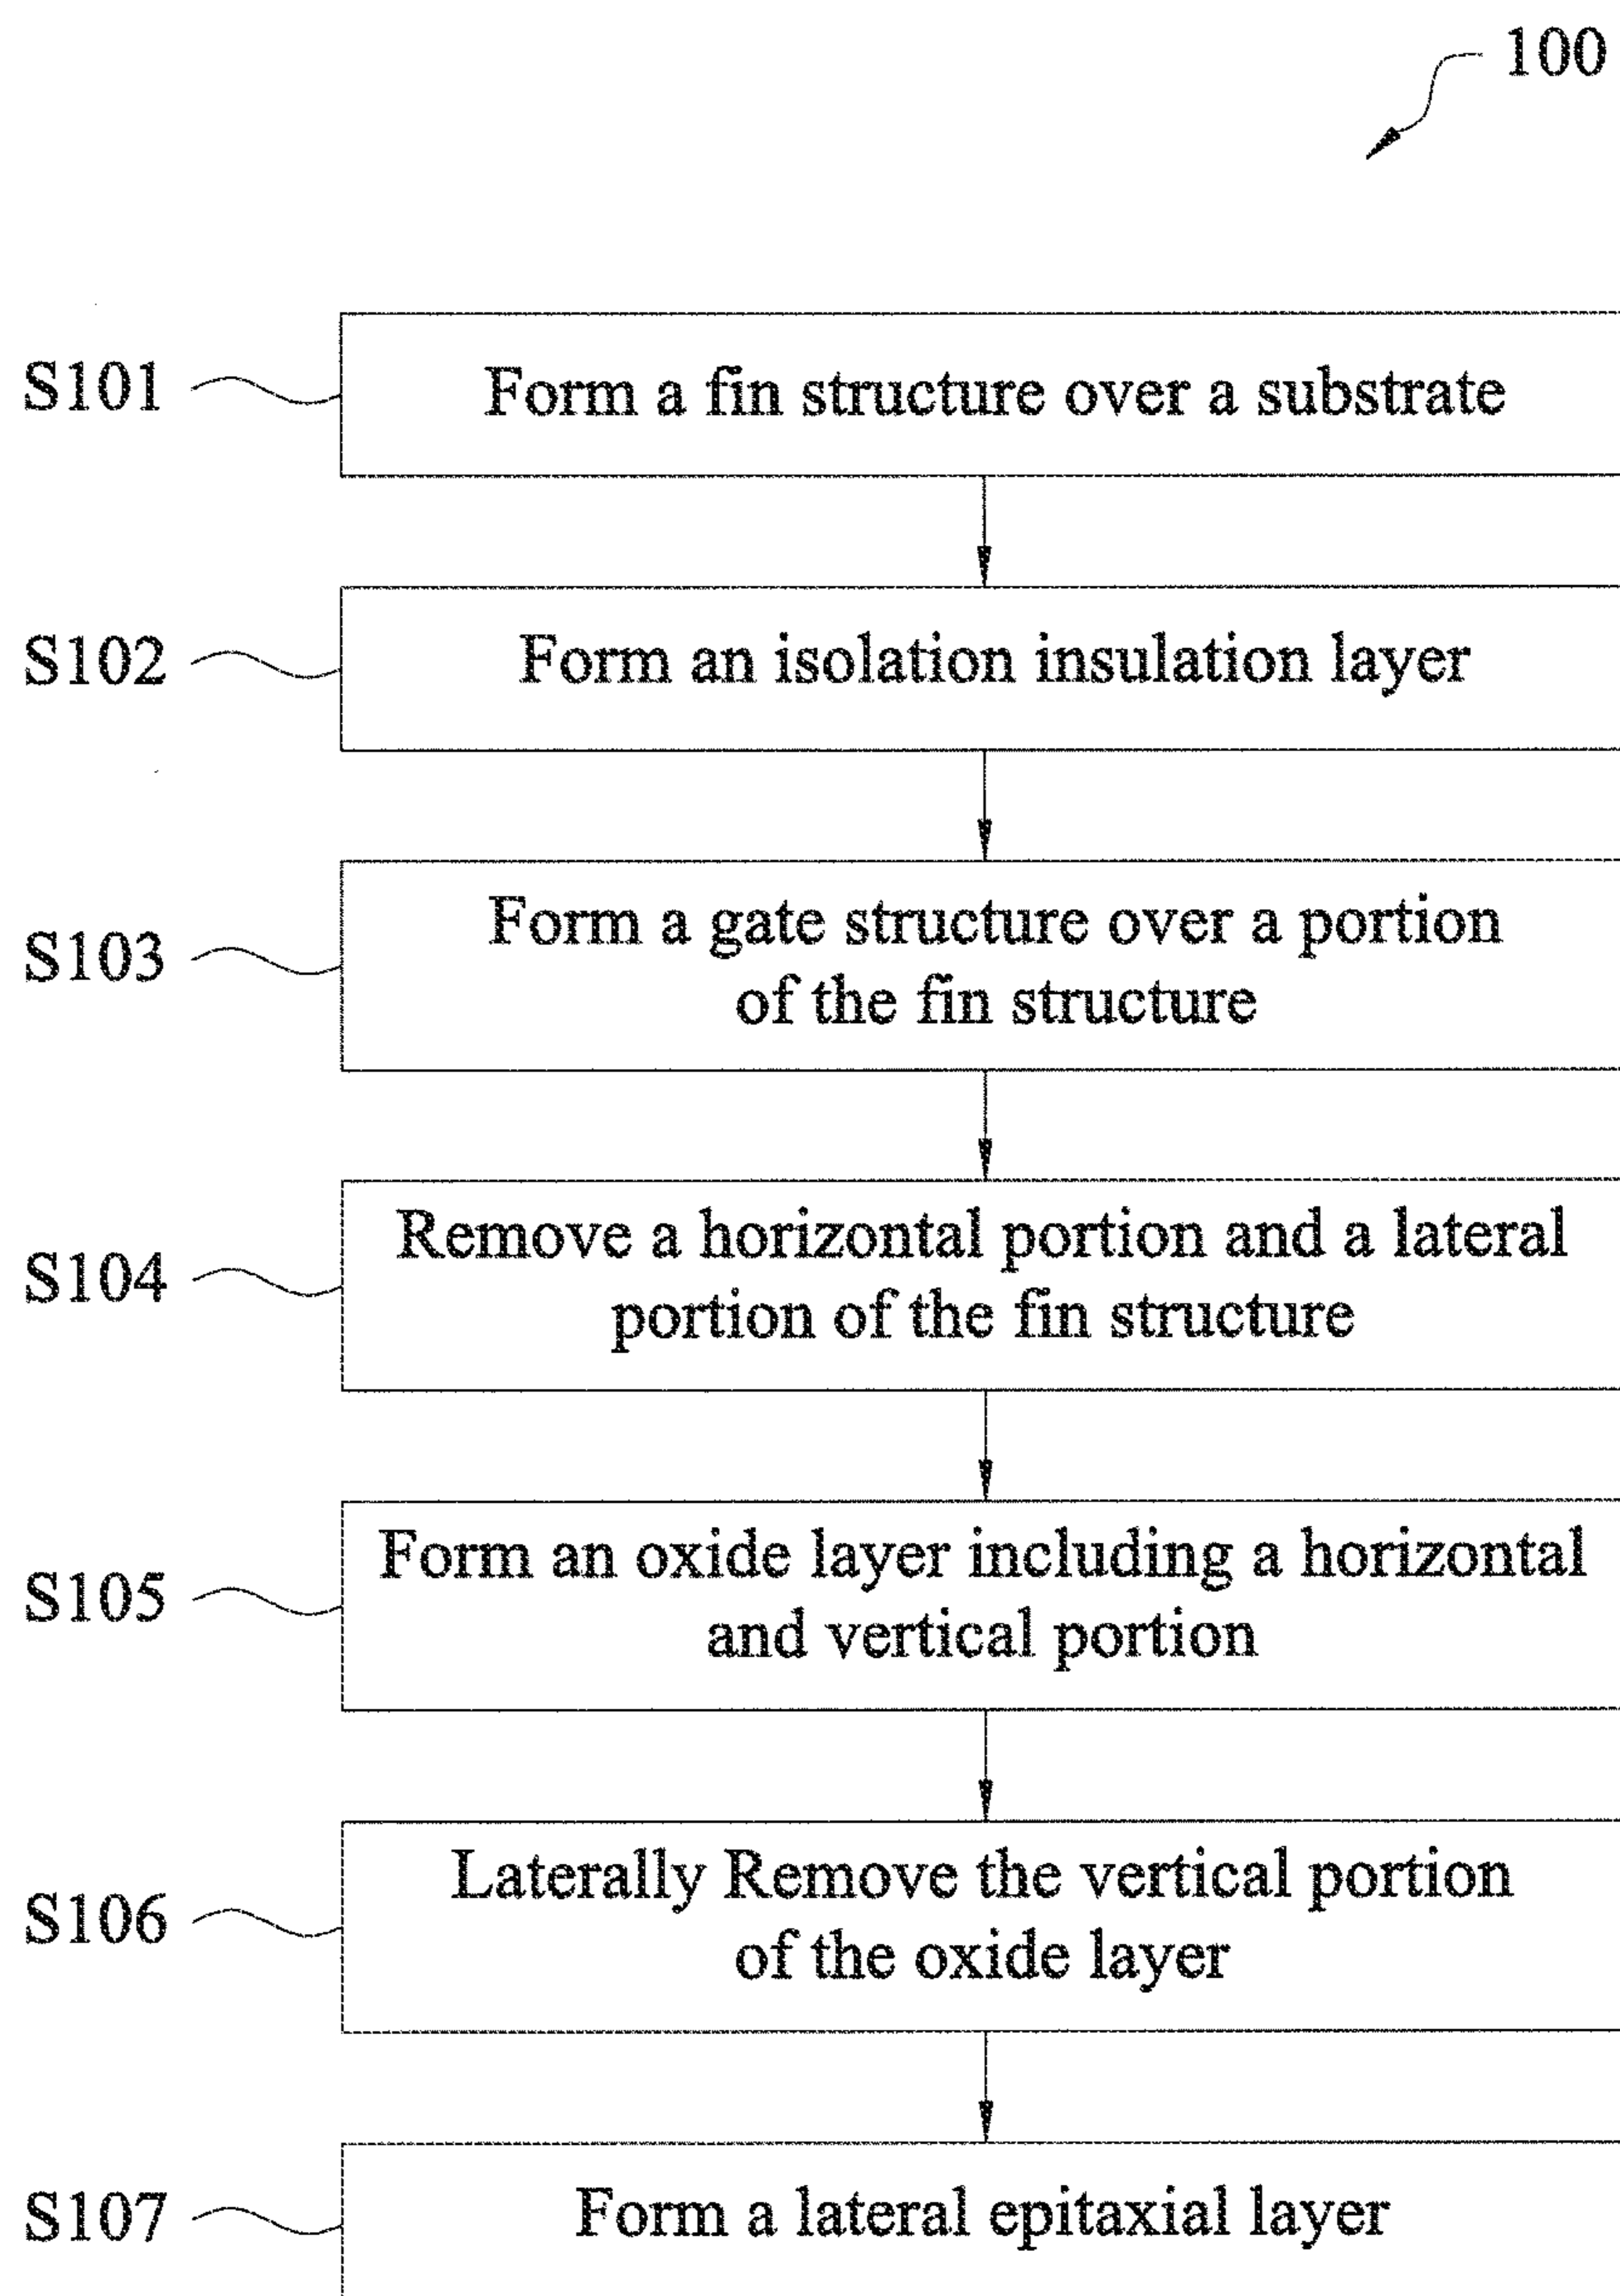 100
S101
Form a fin structure over a substrate
S102
Form an isolation insulation layer
S103
Form a gate structure over a portion
of the fin structure
S104
Remove a horizontal portion and a lateral
portion of the fin structure
S105
Form an oxide layer including a horizontal
and vertical portion
S106
Laterally Remove the vertical portion
of the oxide layer
S107
Form a lateral epitaxial layer